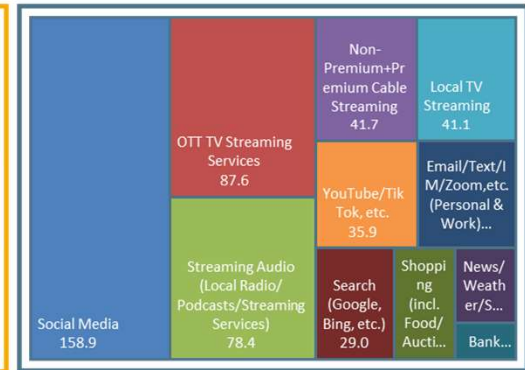 Social Media
158.9
OTT TV Streaming
Services
87.6
Streaming Audio
(Local Radio/
Podcasts/Streaming
Services)
78.4
Non-
Premium+Pr
emium Cable
Streaming
41.7
Local TV
Streaming
41.1
YouTube/Tik
Tok, etc.
35.9
Email/Text/I
M/Zoom,etc.
(Personal &
Work)...
Search
(Google,
Bing, etc.)
29.0
Shoppi
ng
(incl.
Food/
Aucti...
News/
Weath
er/S...
Bank...